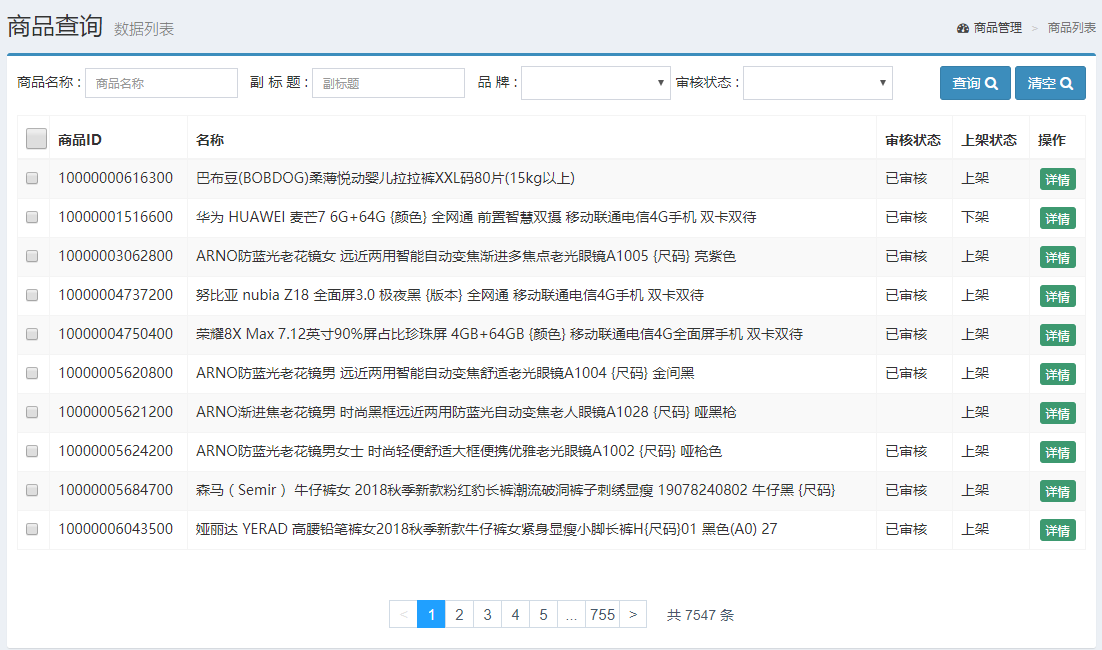 商品查询 数据列表 商品管理 > 商品列表
商品名称 : 商品名称 副 标 题 : 副标题 品 牌 : 审核状态 : 查询 清空
商品ID 名称 审核状态 上架状态 操作
10000000616300 巴布豆(BOBDOG)柔薄悦动婴儿拉拉裤XXL码80片(15kg以上) 已审核 上架 详情
10000001516600 华为 HUAWEI 麦芒7 6G+64G {颜色} 全网通 前置智慧双摄 移动联通电信4G手机 双卡双待 已审核 下架 详情
10000003062800 ARNO防蓝光老花镜女 远近两用智能自动变焦渐进多焦点老光眼镜A1005 {尺码} 亮紫色 已审核 上架 详情
10000004737200 努比亚 nubia Z18 全面屏3.0 极夜黑 {版本} 全网通 移动联通电信4G手机 双卡双待 已审核 上架 详情
10000004750400 荣耀8X Max 7.12英寸90%屏占比珍珠屏 4GB+64GB {颜色} 移动联通电信4G全面屏手机 双卡双待 已审核 上架 详情
10000005620800 ARNO防蓝光老花镜男 远近两用智能自动变焦舒适老光眼镜A1004 {尺码} 金间黑 已审核 上架 详情
10000005621200 ARNO渐进焦老花镜男 时尚黑框远近两用防蓝光自动变焦老人眼镜A1028 {尺码} 哑黑枪 上架 详情
10000005624200 ARNO防蓝光老花镜男女士 时尚轻便舒适大框便携优雅老光眼镜A1002 {尺码} 哑枪色 已审核 上架 详情
10000005684700 森马（Semir） 牛仔裤女 2018秋季新款粉红豹长裤潮流破洞裤子刺绣显瘦 19078240802 牛仔黑 {尺码} 已审核 上架 详情
10000006043500 娅丽达 YERAD 高腰铅笔裤女2018秋季新款牛仔裤女紧身显瘦小脚长裤H{尺码}01 黑色(A0) 27 已审核 上架 详情
< 1 2 3 4 5 ... 755 > 共 7547 条